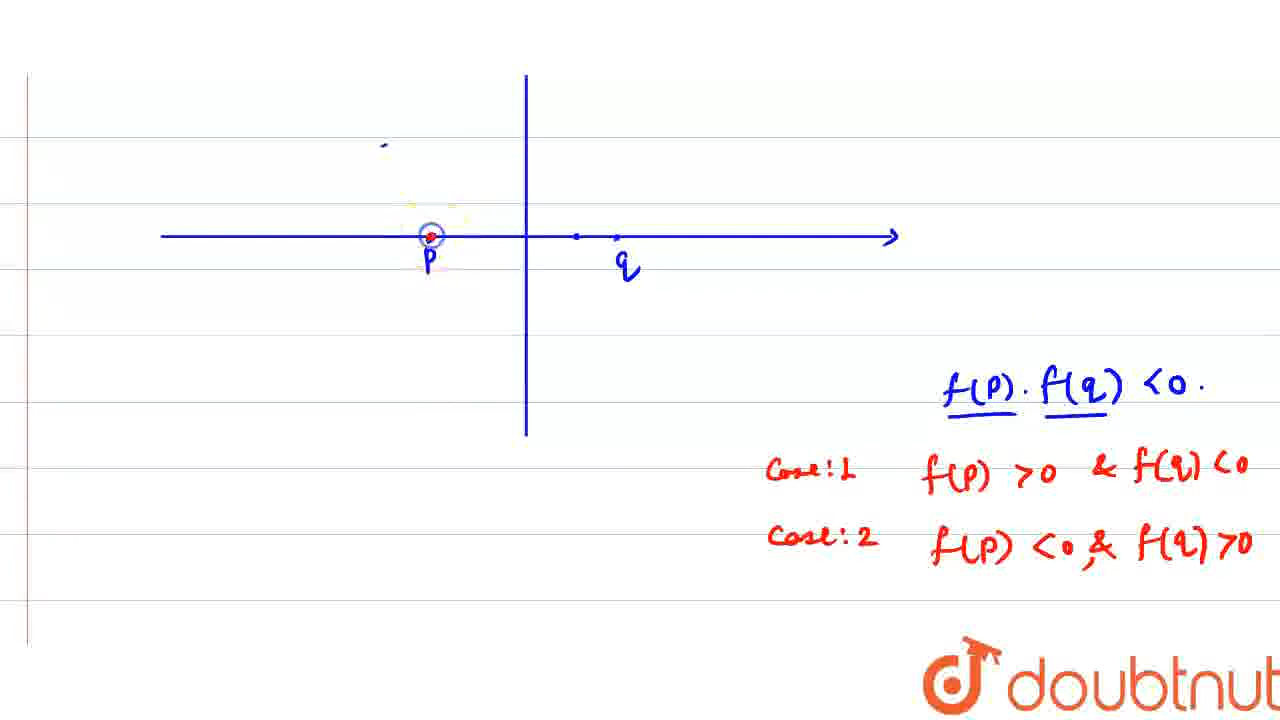 P
q
f(p). f(q) < 0.
Case:1 f(p) > 0 & f(q) < 0
Case:2 f(p) < 0, & f(q) > 0
doubtnut